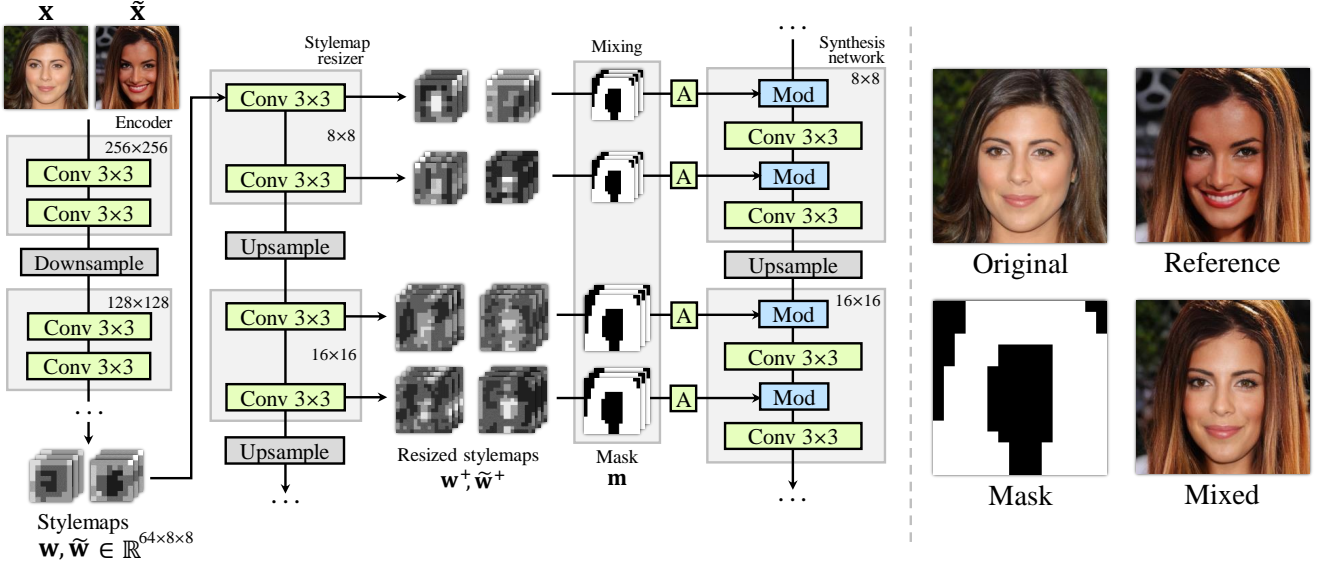 x
x̃
Encoder
256×256
Conv 3×3
Conv 3×3
Downsample
128×128
Conv 3×3
Conv 3×3
...
Stylemaps
w, w̃ ∈ ℝ^64×8×8
Stylemap
resizer
Conv 3×3
8×8
Conv 3×3
Upsample
Conv 3×3
16×16
Conv 3×3
Upsample
...
Resized stylemaps
w⁺, w̃⁺
Mixing
Mask
m
A
A
A
A
...
Synthesis
network
8×8
Mod
Conv 3×3
Mod
Conv 3×3
Upsample
16×16
Mod
Conv 3×3
Mod
Conv 3×3
...
Original
Reference
Mask
Mixed